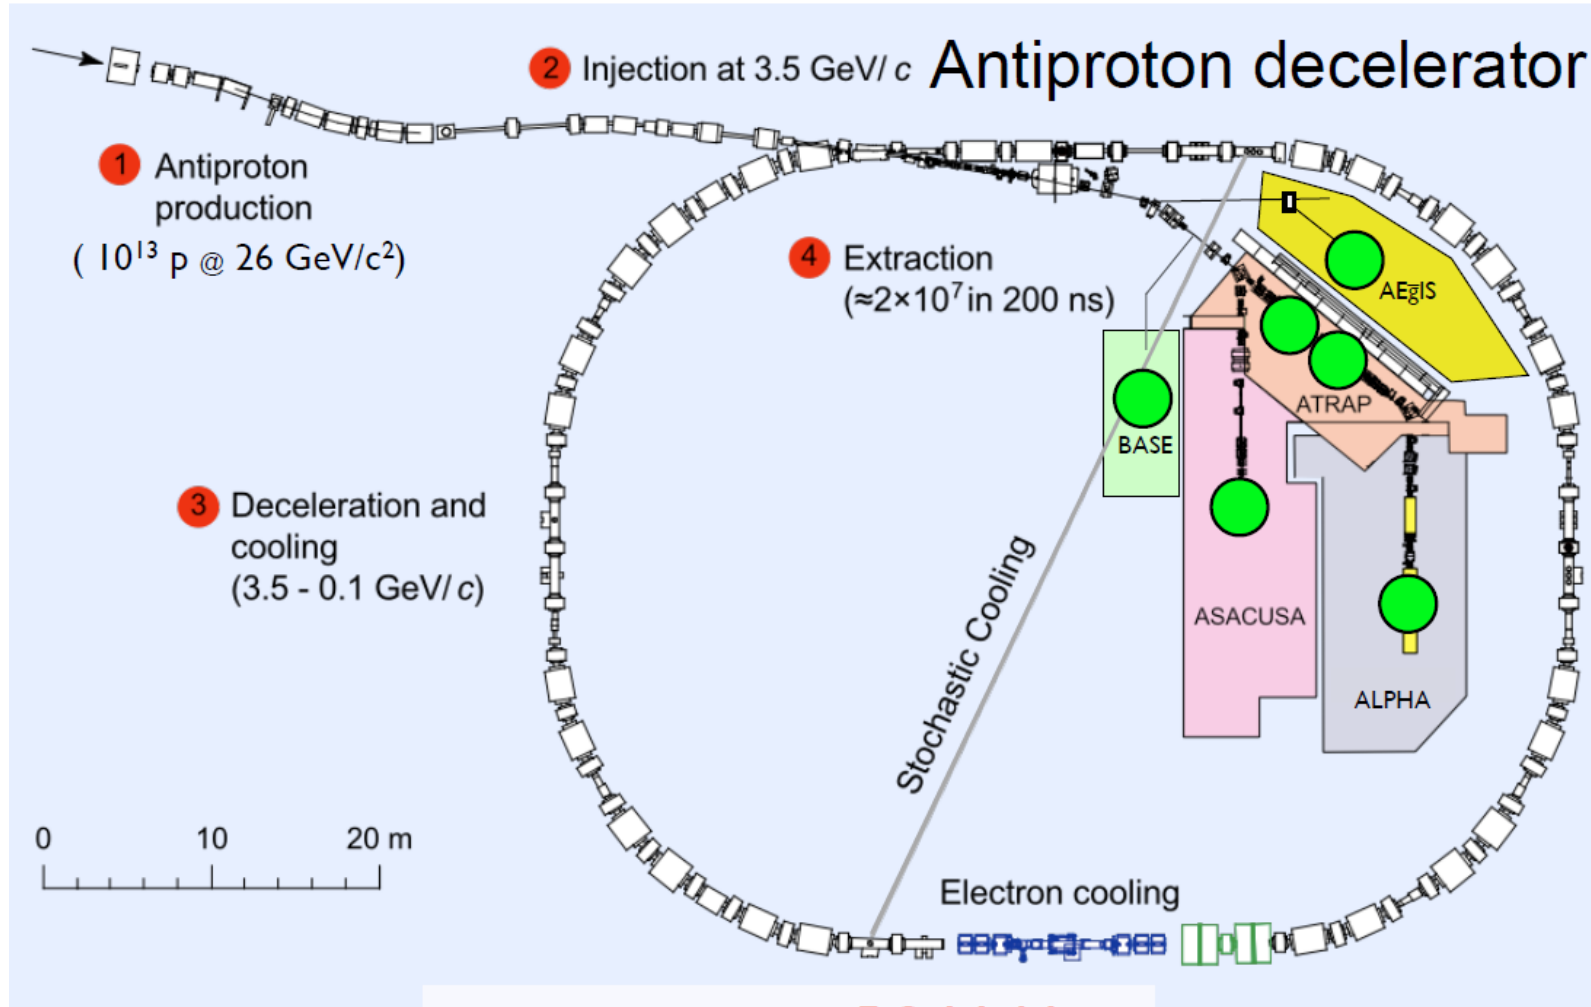 Antiproton decelerator
2 Injection at 3.5 GeV/ c
1 Antiproton
production
( 10¹³ p @ 26 GeV/c²)
4 Extraction
(≈2×10⁷ in 200 ns)
AEg̅IS
ATRAP
BASE
3 Deceleration and
cooling
(3.5 - 0.1 GeV/ c)
ASACUSA
Stochastic Cooling
ALPHA
0 10 20 m
Electron cooling